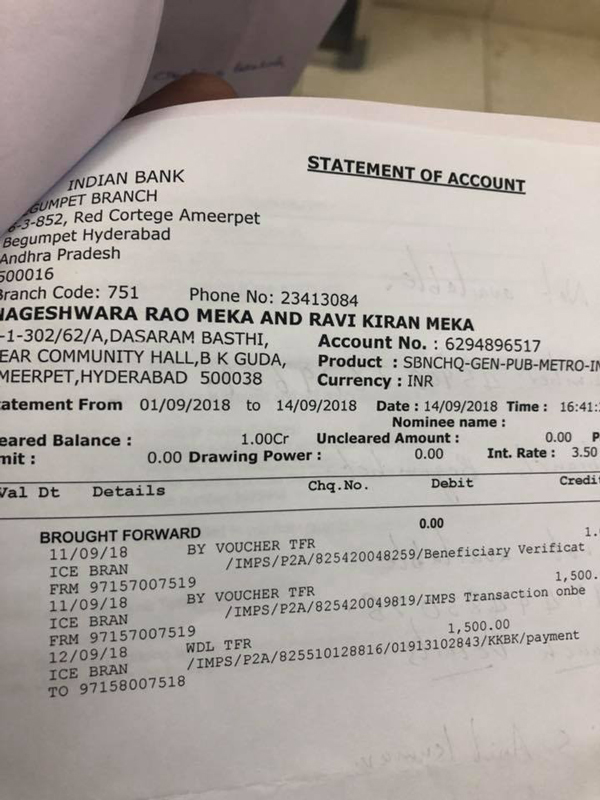 STATEMENT OF ACCOUNT
INDIAN BANK
GUMPET BRANCH
6-3-852, Red Cortege Ameerpet
Begumpet Hyderabad
Andhra Pradesh
500016
Branch Code: 751 Phone No: 23413084
NAGESHWARA RAO MEKA AND RAVI KIRAN MEKA
-1-302/62/A,DASARAM BASTHI, Account No. : 6294896517
EAR COMMUNITY HALL,B K GUDA, Product : SBNCHQ-GEN-PUB-METRO-IN
MEERPET,HYDERABAD 500038 Currency : INR
tatement From 01/09/2018 to 14/09/2018 Date : 14/09/2018 Time : 16:41:
Nominee name :
eared Balance : 1.00Cr Uncleared Amount : 0.00 P
mit : 0.00 Drawing Power : 0.00 Int. Rate : 3.50
Val Dt Details Chq.No. Debit Credi
BROUGHT FORWARD 0.00
11/09/18 BY VOUCHER TFR 1.
ICE BRAN /IMPS/P2A/825420048259/Beneficiary Verificat
FRM 97157007519
11/09/18 BY VOUCHER TFR 1,500.
ICE BRAN /IMPS/P2A/825420049819/IMPS Transaction onbe
FRM 97157007519
12/09/18 WDL TFR 1,500.00
ICE BRAN /IMPS/P2A/825510128816/01913102843/KKBK/payment
TO 97158007518